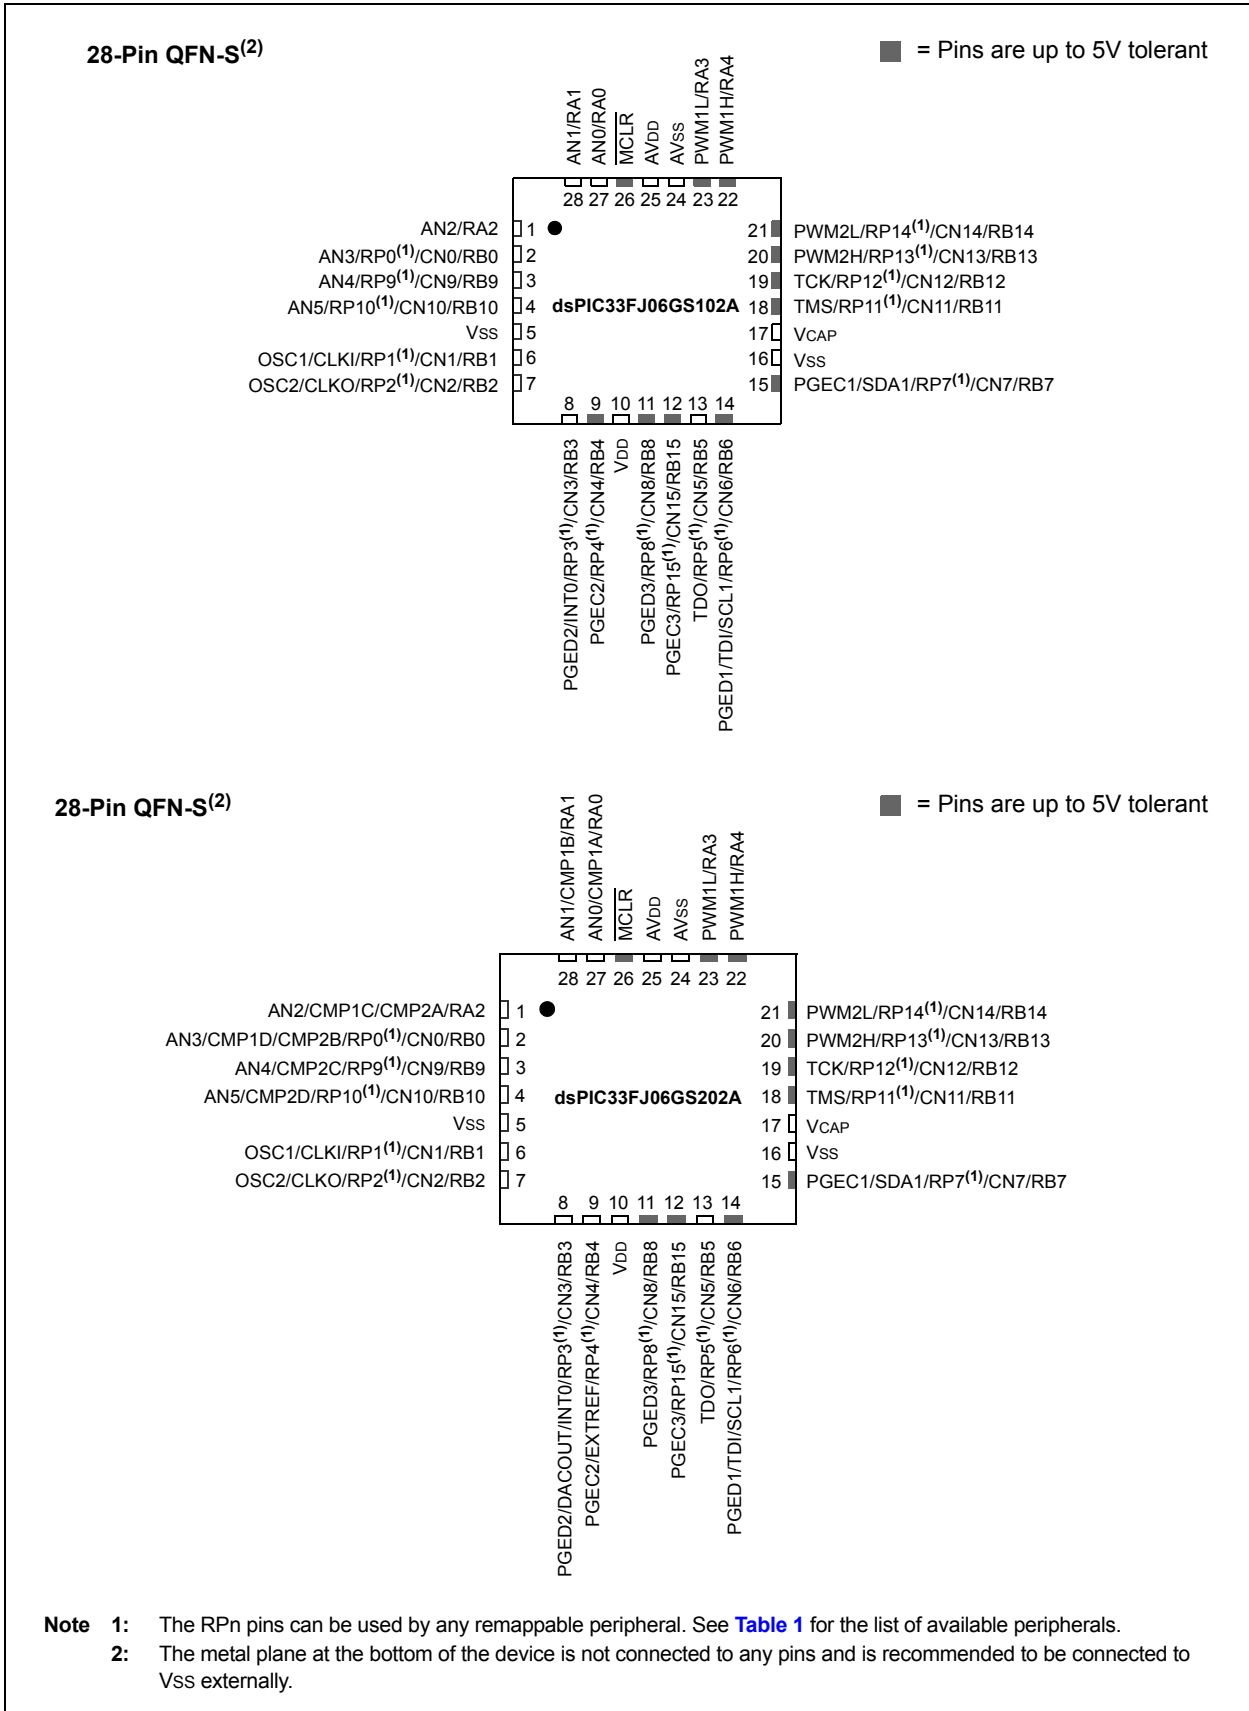 28-Pin QFN-S(2)
= Pins are up to 5V tolerant
AN1/RA1
AN0/RA0
MCLR
AVDD
AVSS
PWM1L/RA3
PWM1H/RA4
28 27 26 25 24 23 22
AN2/RA2 1
AN3/RP0(1)/CN0/RB0 2
AN4/RP9(1)/CN9/RB9 3
AN5/RP10(1)/CN10/RB10 4
VSS 5
OSC1/CLKI/RP1(1)/CN1/RB1 6
OSC2/CLKO/RP2(1)/CN2/RB2 7
dsPIC33FJ06GS102A
21 PWM2L/RP14(1)/CN14/RB14
20 PWM2H/RP13(1)/CN13/RB13
19 TCK/RP12(1)/CN12/RB12
18 TMS/RP11(1)/CN11/RB11
17 VCAP
16 VSS
15 PGEC1/SDA1/RP7(1)/CN7/RB7
8 9 10 11 12 13 14
PGED2/INT0/RP3(1)/CN3/RB3
PGEC2/RP4(1)/CN4/RB4
VDD
PGED3/RP8(1)/CN8/RB8
PGEC3/RP15(1)/CN15/RB15
TDO/RP5(1)/CN5/RB5
PGED1/TDI/SCL1/RP6(1)/CN6/RB6
28-Pin QFN-S(2)
= Pins are up to 5V tolerant
AN1/CMP1B/RA1
AN0/CMP1A/RA0
MCLR
AVDD
AVSS
PWM1L/RA3
PWM1H/RA4
28 27 26 25 24 23 22
AN2/CMP1C/CMP2A/RA2 1
AN3/CMP1D/CMP2B/RP0(1)/CN0/RB0 2
AN4/CMP2C/RP9(1)/CN9/RB9 3
AN5/CMP2D/RP10(1)/CN10/RB10 4
VSS 5
OSC1/CLKI/RP1(1)/CN1/RB1 6
OSC2/CLKO/RP2(1)/CN2/RB2 7
dsPIC33FJ06GS202A
21 PWM2L/RP14(1)/CN14/RB14
20 PWM2H/RP13(1)/CN13/RB13
19 TCK/RP12(1)/CN12/RB12
18 TMS/RP11(1)/CN11/RB11
17 VCAP
16 VSS
15 PGEC1/SDA1/RP7(1)/CN7/RB7
8 9 10 11 12 13 14
PGED2/DACOUT/INT0/RP3(1)/CN3/RB3
PGEC2/EXTREF/RP4(1)/CN4/RB4
VDD
PGED3/RP8(1)/CN8/RB8
PGEC3/RP15(1)/CN15/RB15
TDO/RP5(1)/CN5/RB5
PGED1/TDI/SCL1/RP6(1)/CN6/RB6
Note 1: The RPn pins can be used by any remappable peripheral. See Table 1 for the list of available peripherals.
2: The metal plane at the bottom of the device is not connected to any pins and is recommended to be connected to
VSS externally.